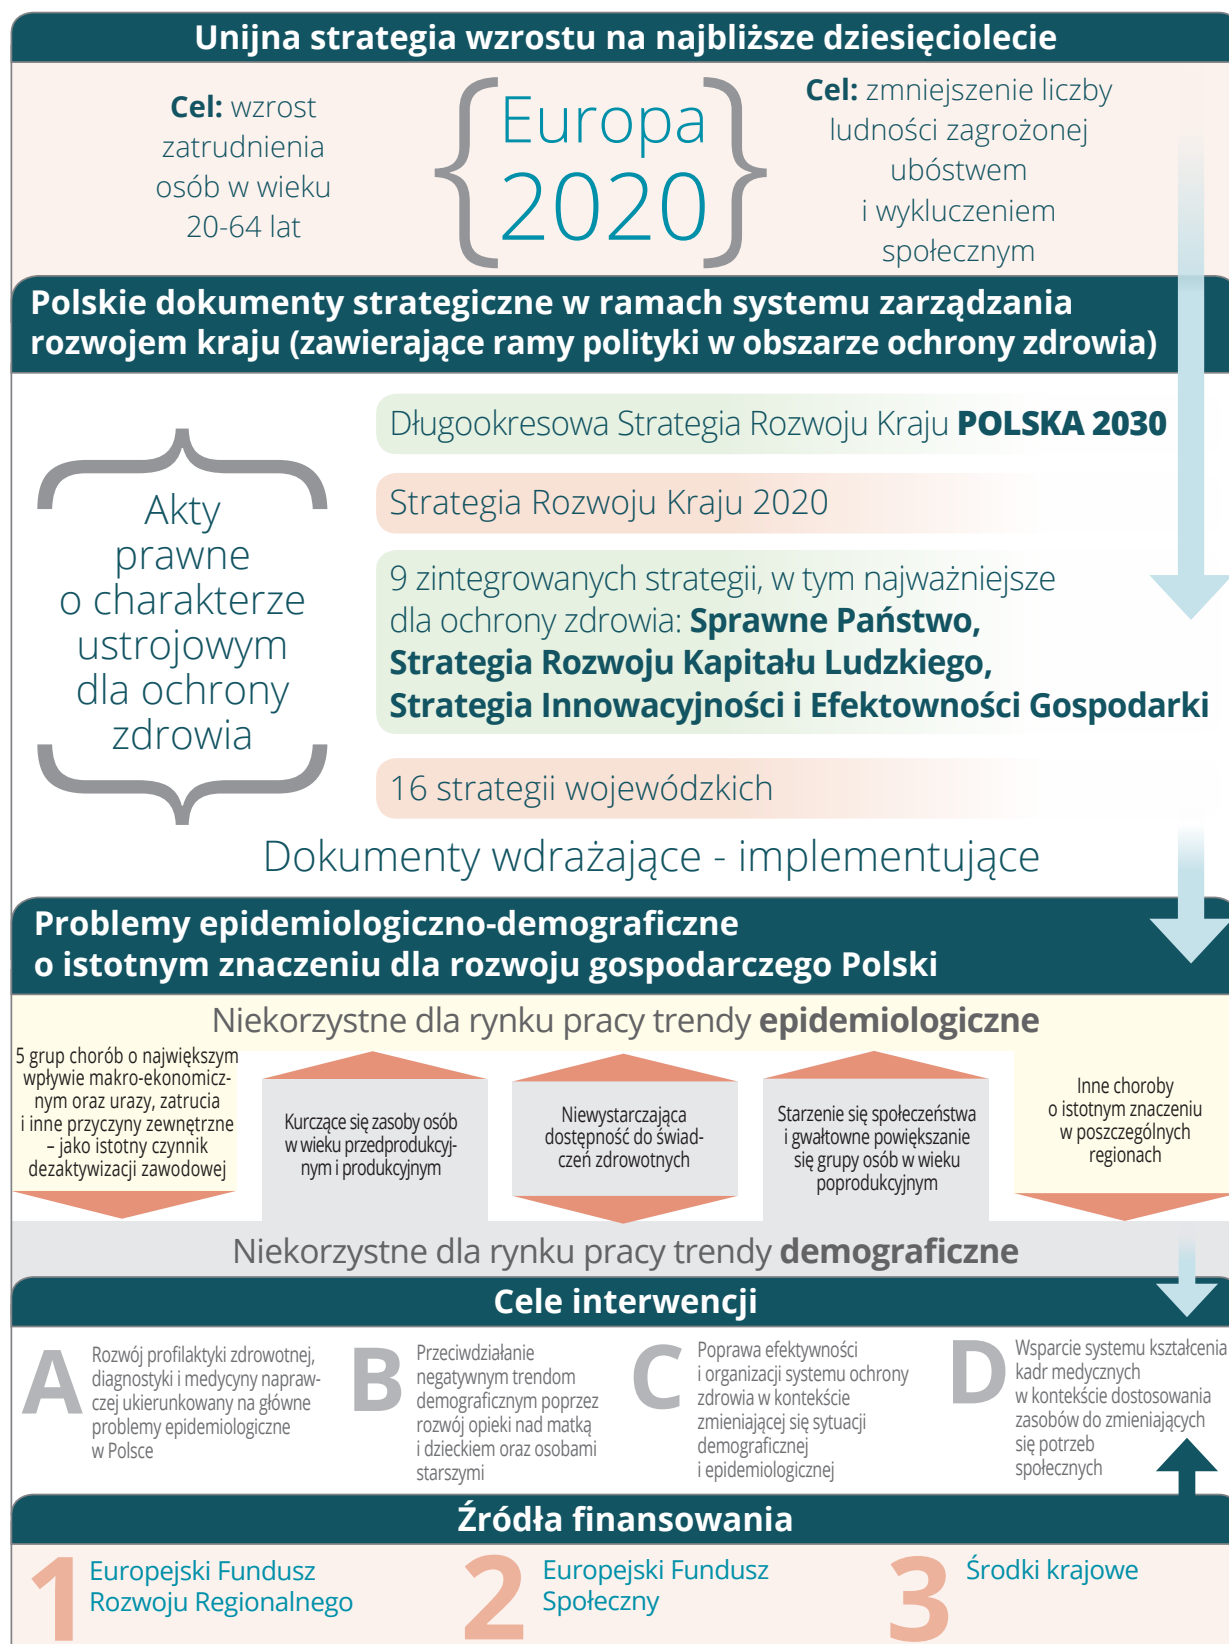 Unijna strategia wzrostu na najbliższe dziesięciolecie
Cel: wzrost
zatrudnienia
osób w wieku
20-64 lat
Europa
2020
Cel: zmniejszenie liczby
ludności zagrożonej
ubóstwem
i wykluczeniem
społecznym
Polskie dokumenty strategiczne w ramach systemu zarządzania
rozwojem kraju (zawierające ramy polityki w obszarze ochrony zdrowia)
Akty
prawne
o charakterze
ustrojowym
dla ochrony
zdrowia
Długookresowa Strategia Rozwoju Kraju POLSKA 2030
Strategia Rozwoju Kraju 2020
9 zintegrowanych strategii, w tym najważniejsze
dla ochrony zdrowia: Sprawne Państwo,
Strategia Rozwoju Kapitału Ludzkiego,
Strategia Innowacyjności i Efektowności Gospodarki
16 strategii wojewódzkich
Dokumenty wdrażające - implementujące
Problemy epidemiologiczno-demograficzne
o istotnym znaczeniu dla rozwoju gospodarczego Polski
Niekorzystne dla rynku pracy trendy epidemiologiczne
5 grup chorób o największym
wpływie makro-ekonomicz-
nym oraz urazy, zatrucia
i inne przyczyny zewnętrzne
– jako istotny czynnik
dezaktywizacji zawodowej
Kurczące się zasoby osób
w wieku przedprodukcyj-
nym i produkcyjnym
Niewystarczająca
dostępność do świad-
czeń zdrowotnych
Starzenie się społeczeństwa
i gwałtowne powiększanie
się grupy osób w wieku
poprodukcyjnym
Inne choroby
o istotnym znaczeniu
w poszczególnych
regionach
Niekorzystne dla rynku pracy trendy demograficzne
Cele interwencji
A
Rozwój profilaktyki zdrowotnej,
diagnostyki i medycyny napraw-
czej ukierunkowany na główne
problemy epidemiologiczne
w Polsce
B
Przeciwdziałanie
negatywnym trendom
demograficznym poprzez
rozwój opieki nad matką
i dzieckiem oraz osobami
starszymi
C
Poprawa efektywności
i organizacji systemu ochrony
zdrowia w kontekście
zmieniającej się sytuacji
demograficznej
i epidemiologicznej
D
Wsparcie systemu kształcenia
kadr medycznych
w kontekście dostosowania
zasobów do zmieniających
się potrzeb
społecznych
Źródła finansowania
1
Europejski Fundusz
Rozwoju Regionalnego
2
Europejski Fundusz
Społeczny
3
Środki krajowe